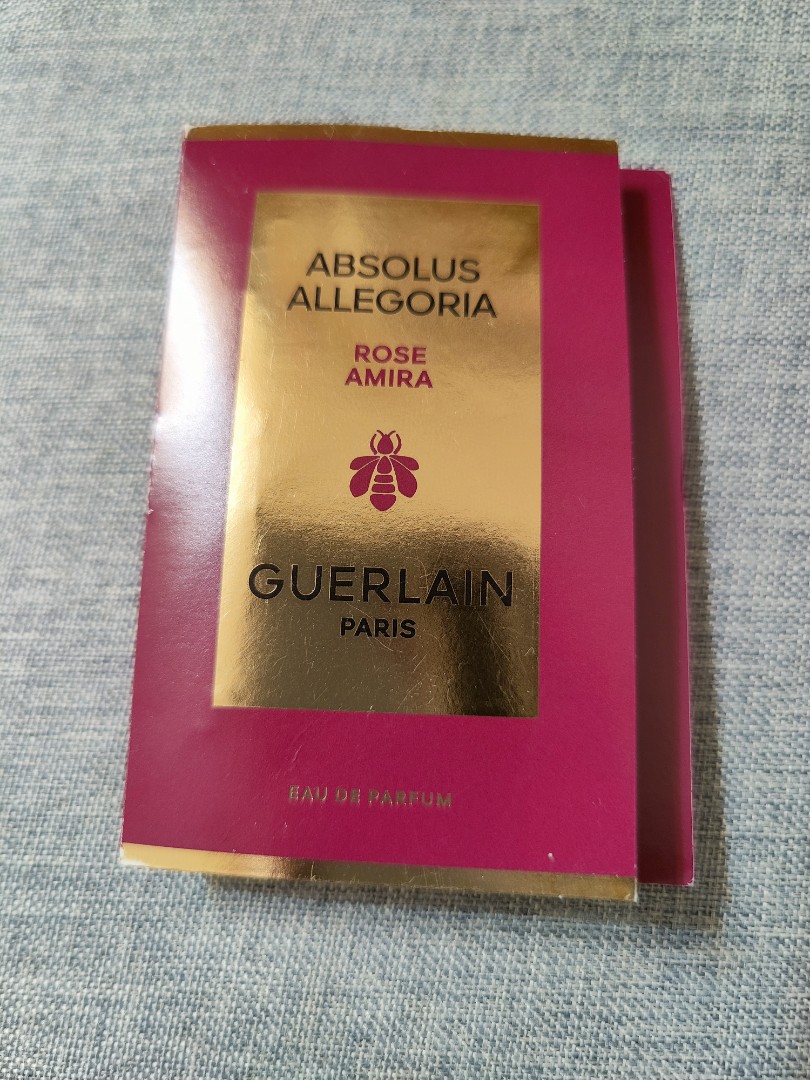 ABSOLUS
ALLEGORIA
ROSE
AMIRA
GUERLAIN
PARIS
EAU DE PARFUM